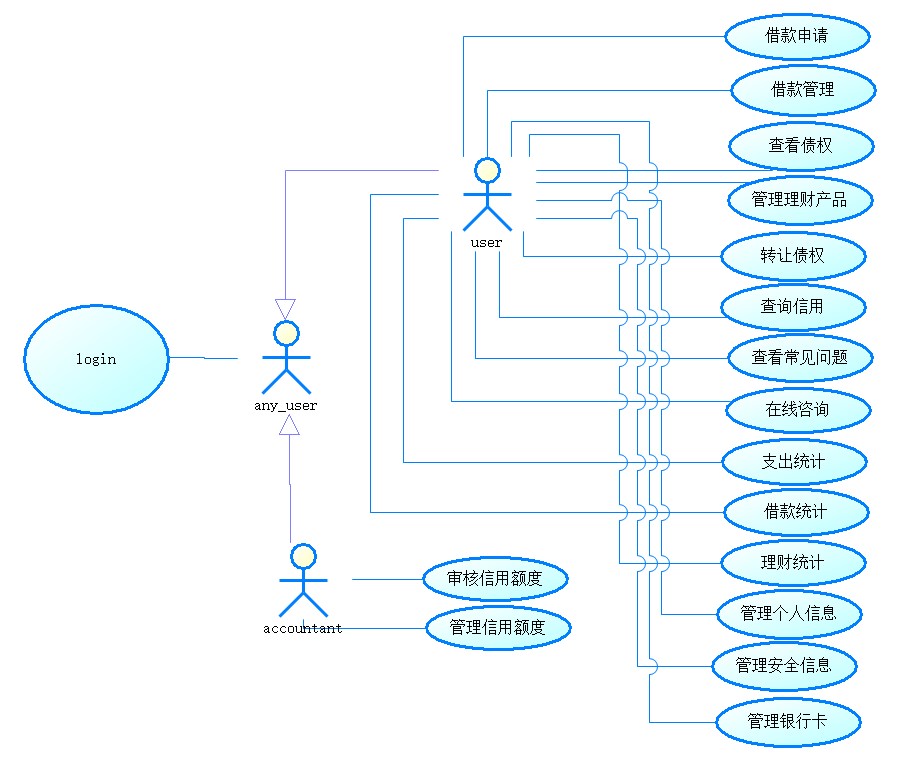 借款申请
借款管理
查看债权
管理理财产品
user
转让债权
查询信用
login
查看常见问题
any_user
在线咨询
支出统计
借款统计
理财统计
审核信用额度
管理个人信息
accountant
管理信用额度
管理安全信息
管理银行卡